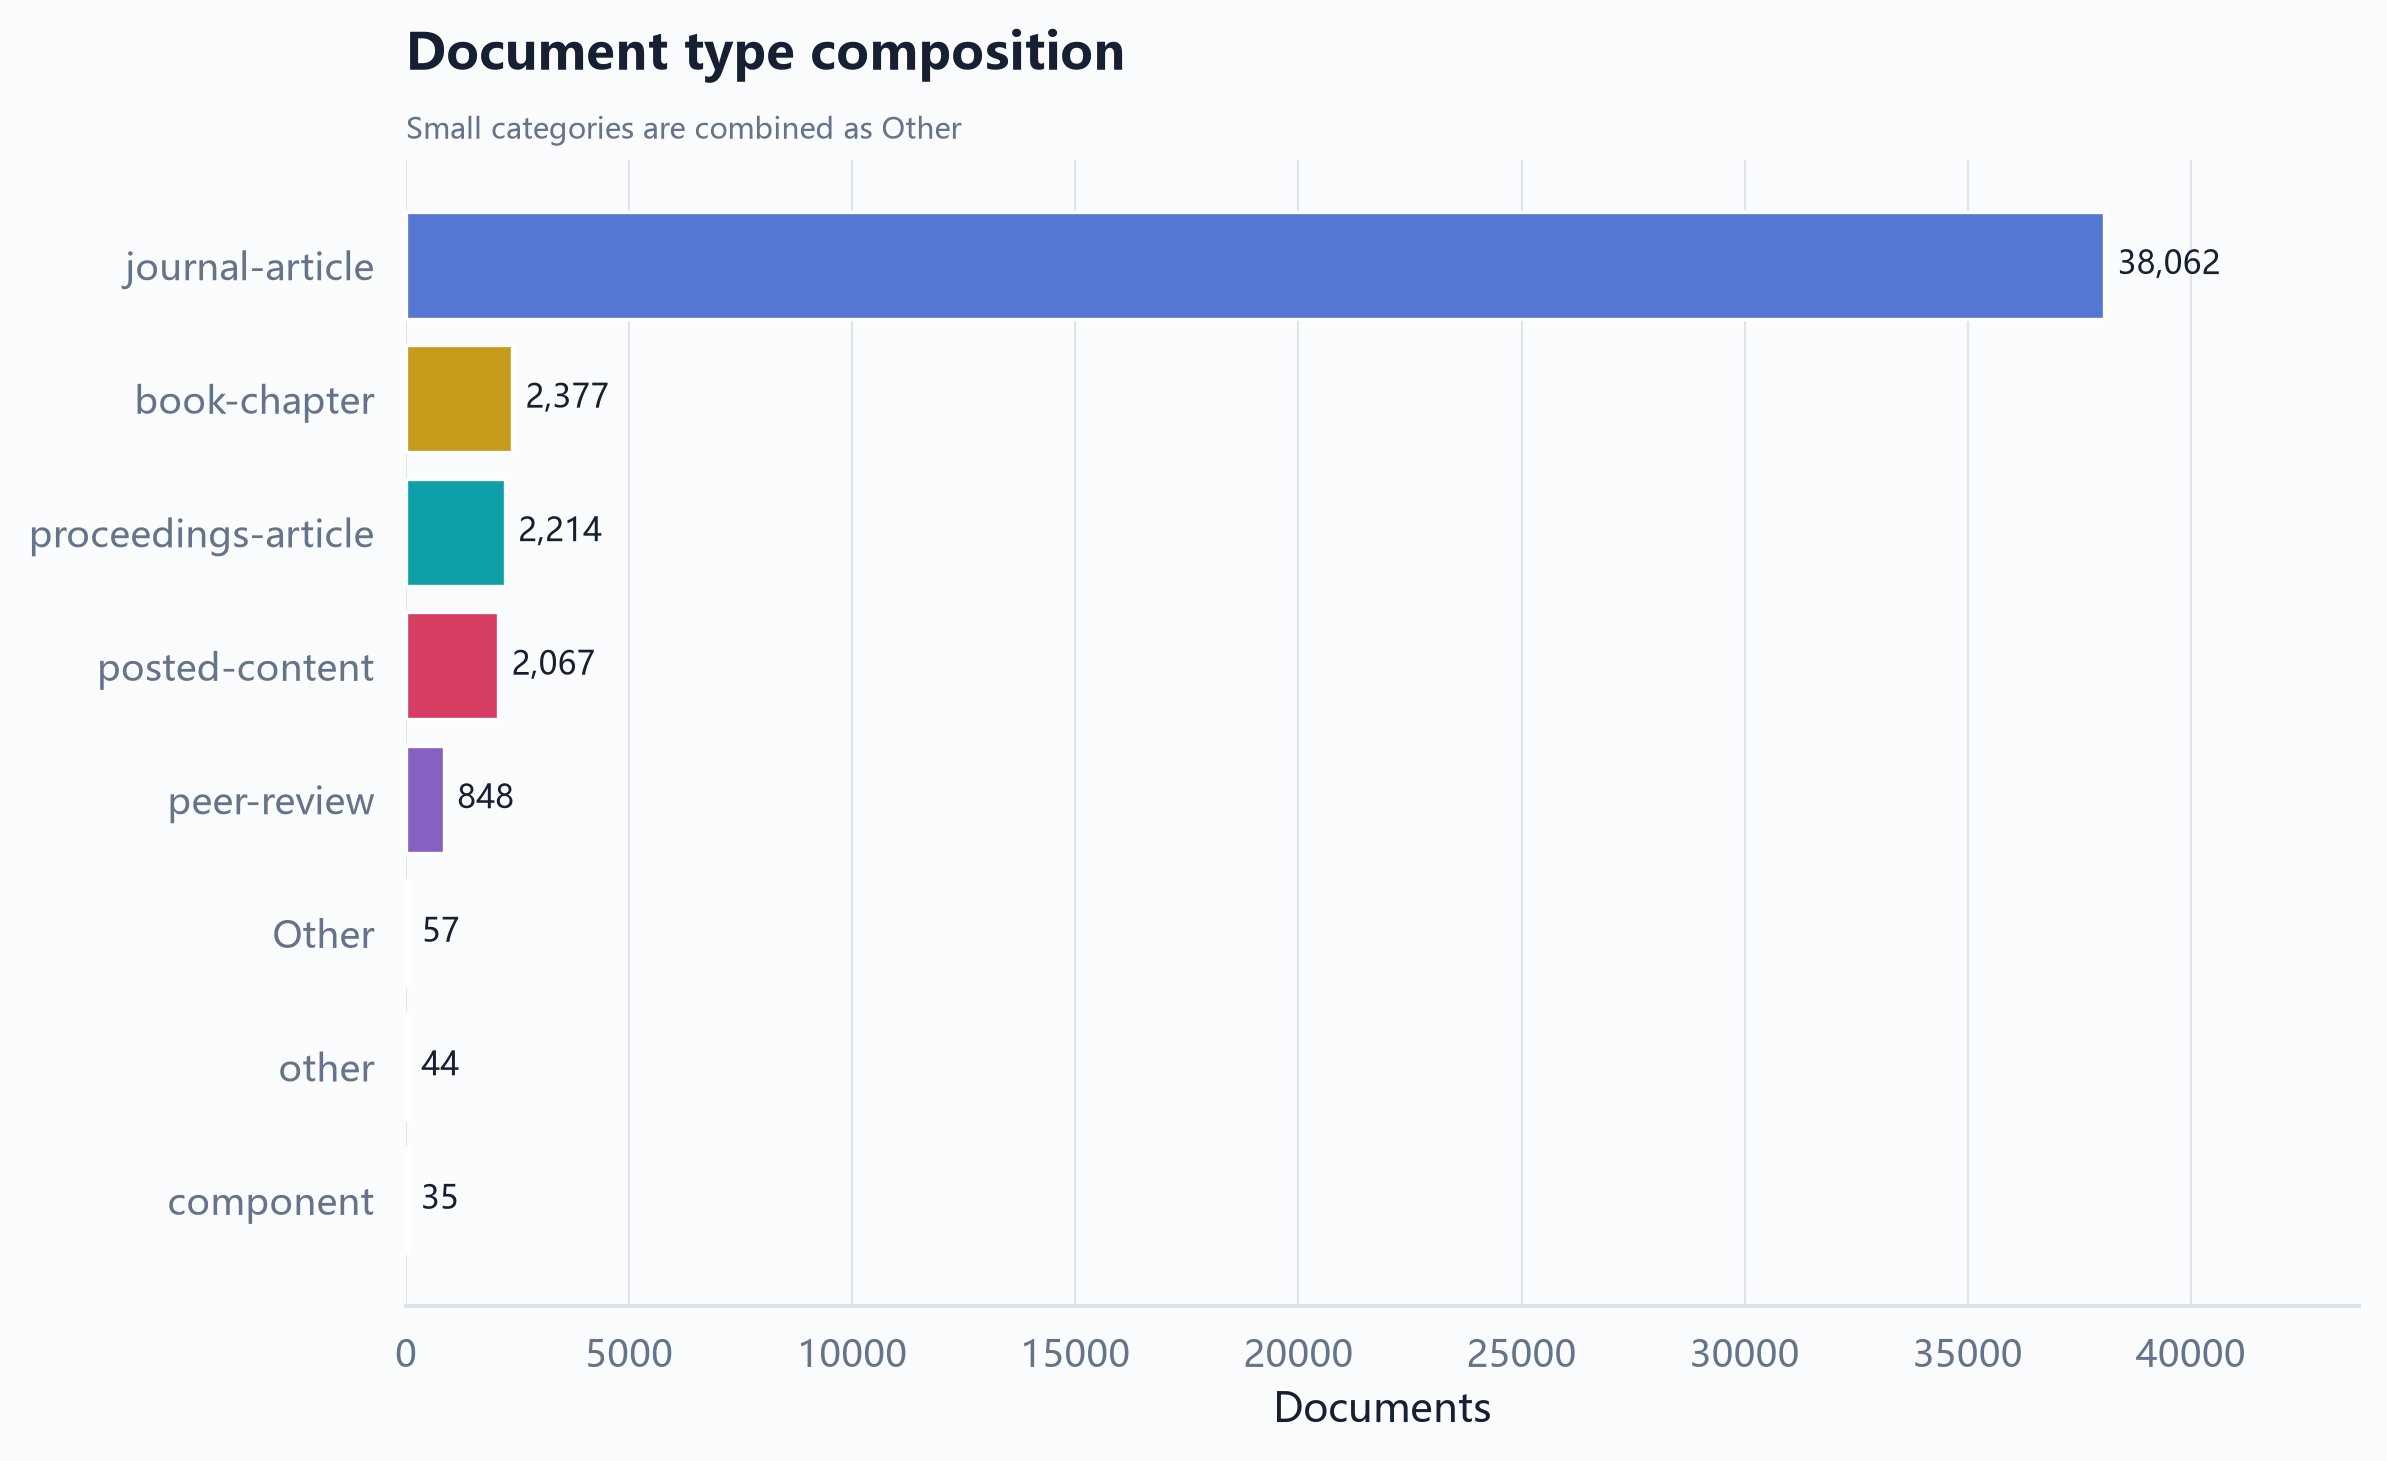 Document type composition
Small categories are combined as Other
journal-article 38,062
book-chapter 2,377
proceedings-article 2,214
posted-content 2,067
peer-review 848
Other 57
other 44
component 35
0 5000 10000 15000 20000 25000 30000 35000 40000
Documents